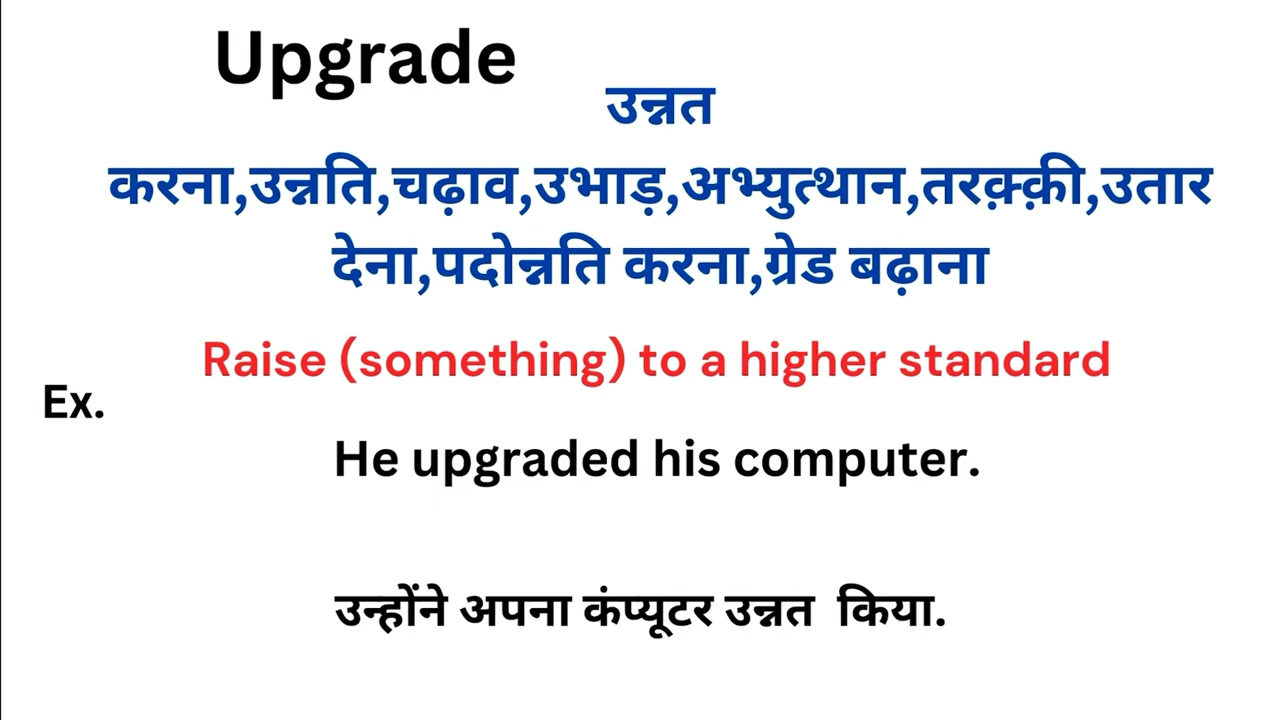 Upgrade
उन्नत
करना,उन्नति,चढ़ाव,उभाड़,अभ्युत्थान,तरक़्क़ी,उतार
देना,पदोन्नति करना,ग्रेड बढ़ाना
Raise (something) to a higher standard
Ex.
He upgraded his computer.
उन्होंने अपना कंप्यूटर उन्नत किया.